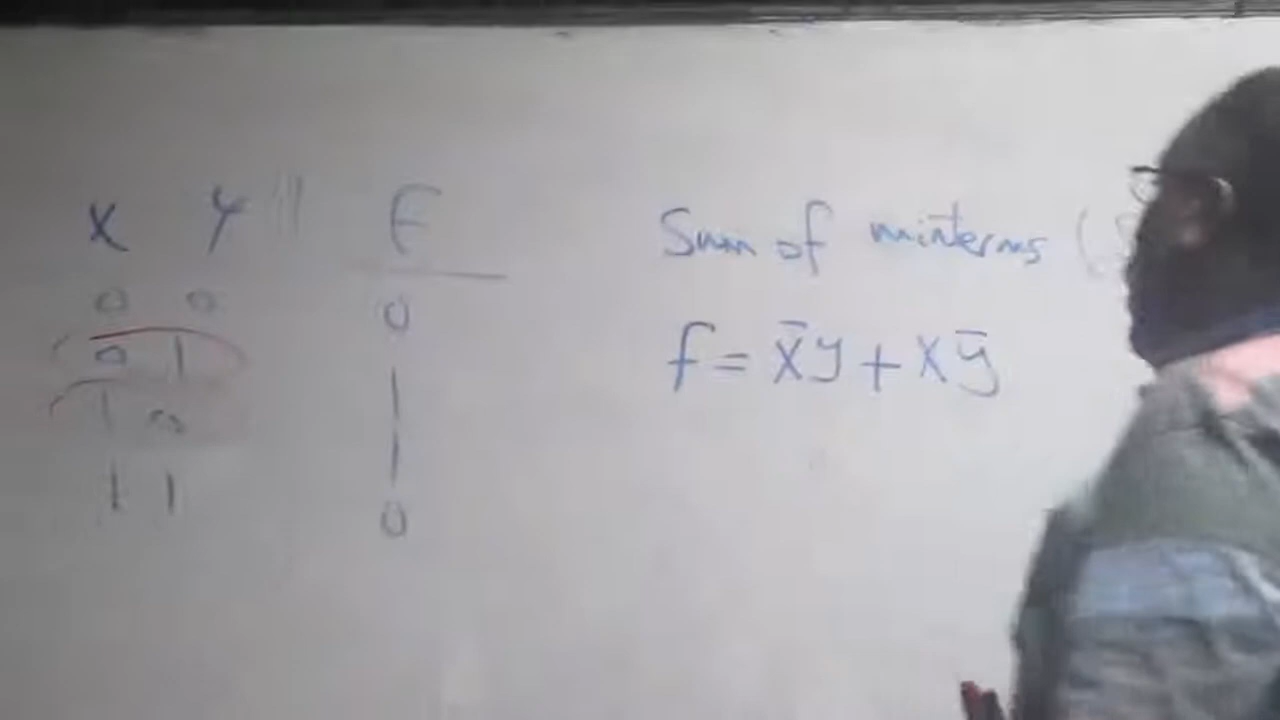 X Y || F
0 0 0
0 1 1
1 0 1
1 1 0
Sum of minterms (
f = x̄y + xȳ